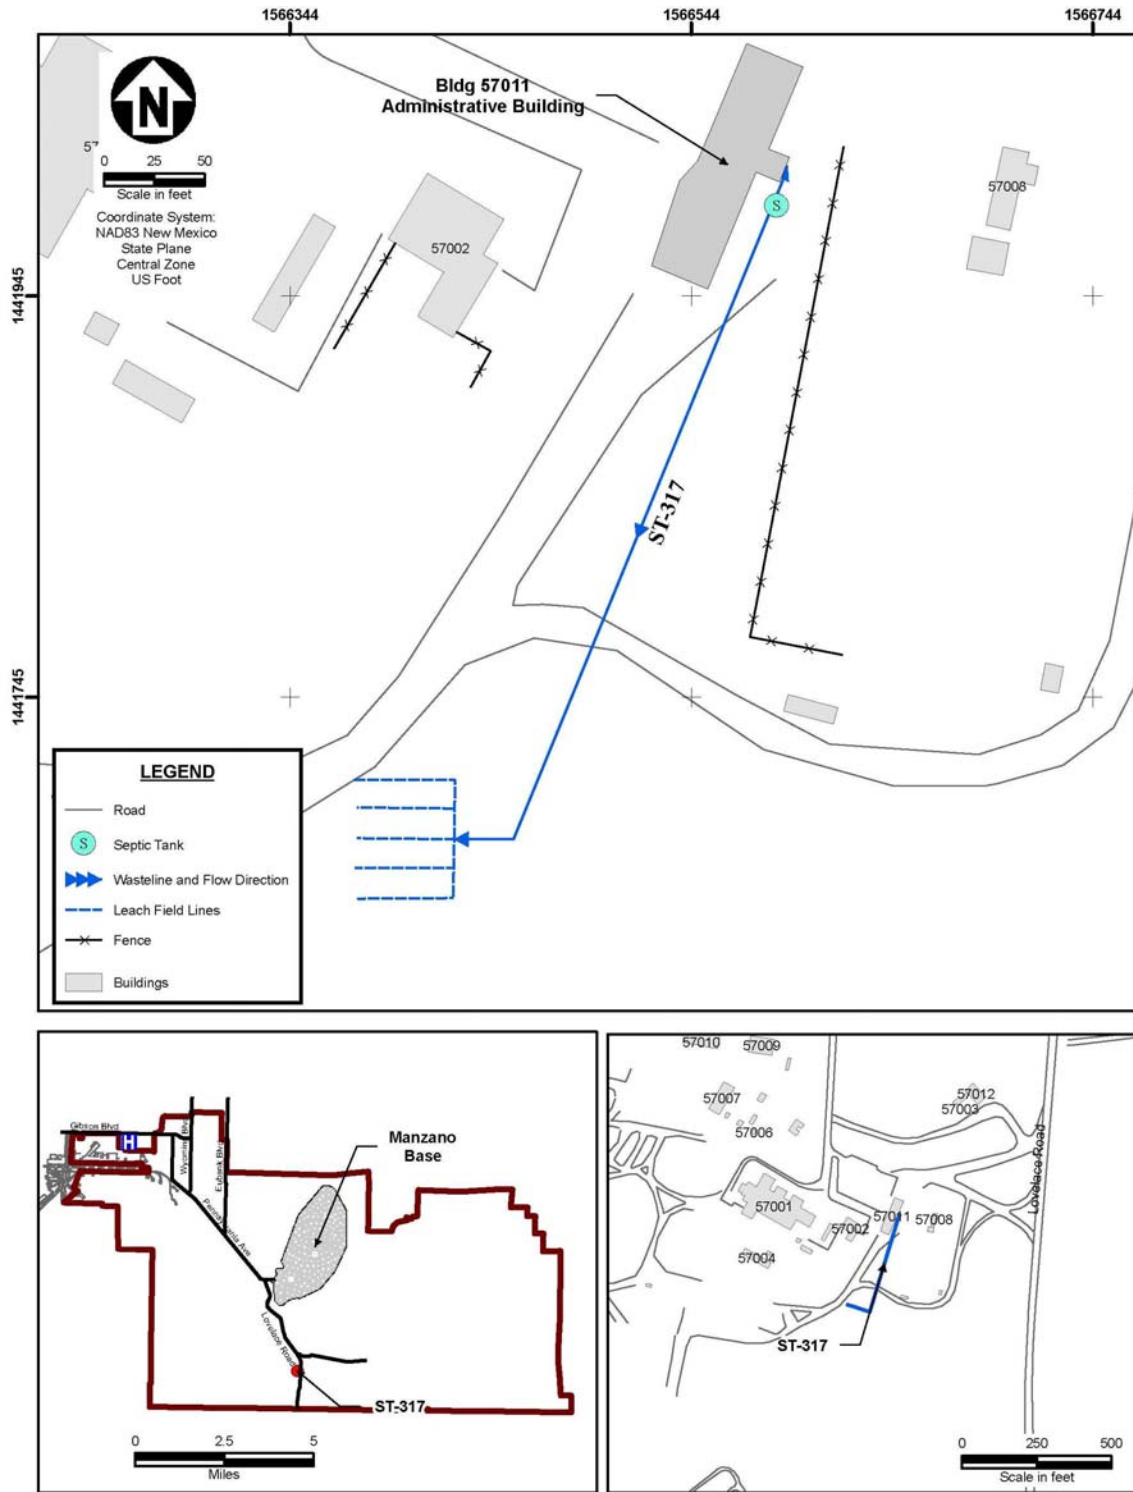 1566344
1566544
1566744
Bldg 57011
Administrative Building
N
57
0 25 50
Scale in feet
Coordinate System:
NAD83 New Mexico
State Plane
Central Zone
US Foot
57002
S
57008
1441945
ST-317
1441745
LEGEND
Road
S Septic Tank
Wasteline and Flow Direction
Leach Field Lines
Fence
Buildings
Gibson Blvd
H
Wyoming Blvd
Eubank Blvd
Pennsylvania Ave
Manzano
Base
Lovelace Road
ST-317
0 2.5 5
Miles
57010
57009
57007
57012
57003
57006
57001
57002
57011
57008
57004
Lovelace Road
ST-317
0 250 500
Scale in feet